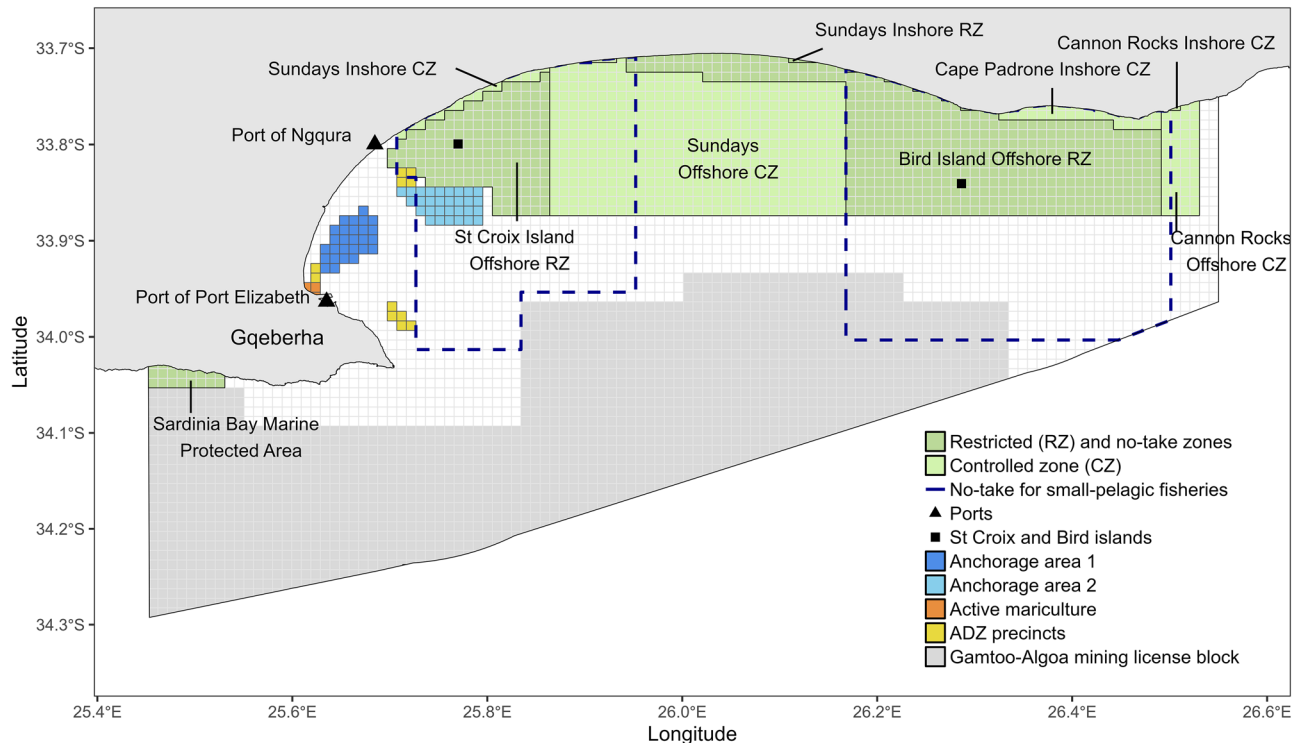 Sundays Inshore RZ
33.7°S
Cannon Rocks Inshore CZ
Sundays Inshore CZ
Cape Padrone Inshore CZ
Port of Ngqura
33.8°S
Sundays
Offshore CZ
Bird Island Offshore RZ
33.9°S
St Croix Island
Offshore RZ
Cannon Rocks
Offshore CZ
Port of Port Elizabeth
34.0°S
Gqeberha
Latitude
Sardinia Bay Marine
Protected Area
34.1°S
Restricted (RZ) and no-take zones
Controlled zone (CZ)
No-take for small-pelagic fisheries
Ports
34.2°S
St Croix and Bird islands
Anchorage area 1
Anchorage area 2
Active mariculture
34.3°S
ADZ precincts
Gamtoo-Algoa mining license block
25.4°E 25.6°E 25.8°E 26.0°E 26.2°E 26.4°E 26.6°E
Longitude